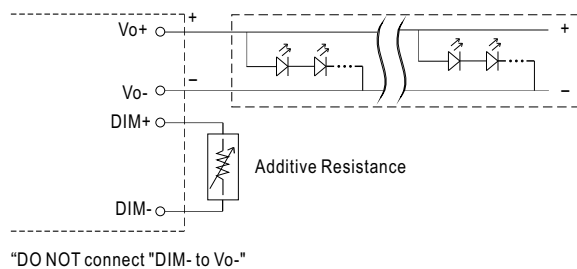 Vo+ + +
Vo- – –
DIM+
Additive Resistance
DIM-
“DO NOT connect "DIM- to Vo-"